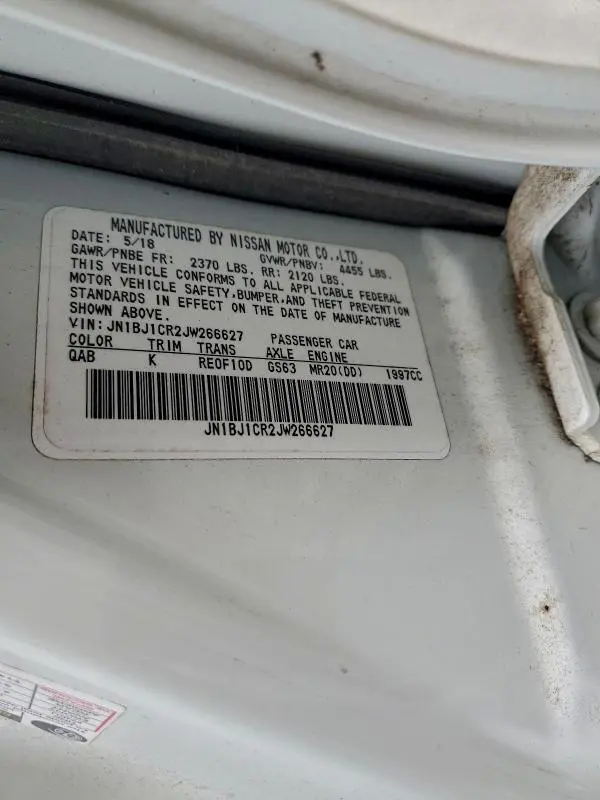 MANUFACTURED BY NISSAN MOTOR CO.,LTD.
DATE: 5/18 GVWR/PNBV: 4455 LBS.
GAWR/PNBE FR: 2370 LBS. RR: 2120 LBS.
THIS VEHICLE CONFORMS TO ALL APPLICABLE FEDERAL
MOTOR VEHICLE SAFETY,BUMPER,AND THEFT PREVENTION
STANDARDS IN EFFECT ON THE DATE OF MANUFACTURE
SHOWN ABOVE.
VIN:JN1BJ1CR2JW266627 PASSENGER CAR
COLOR TRIM TRANS AXLE ENGINE
QAB K RE0F10D GS63 MR20(DD) 1997CC
JN1BJ1CR2JW266627